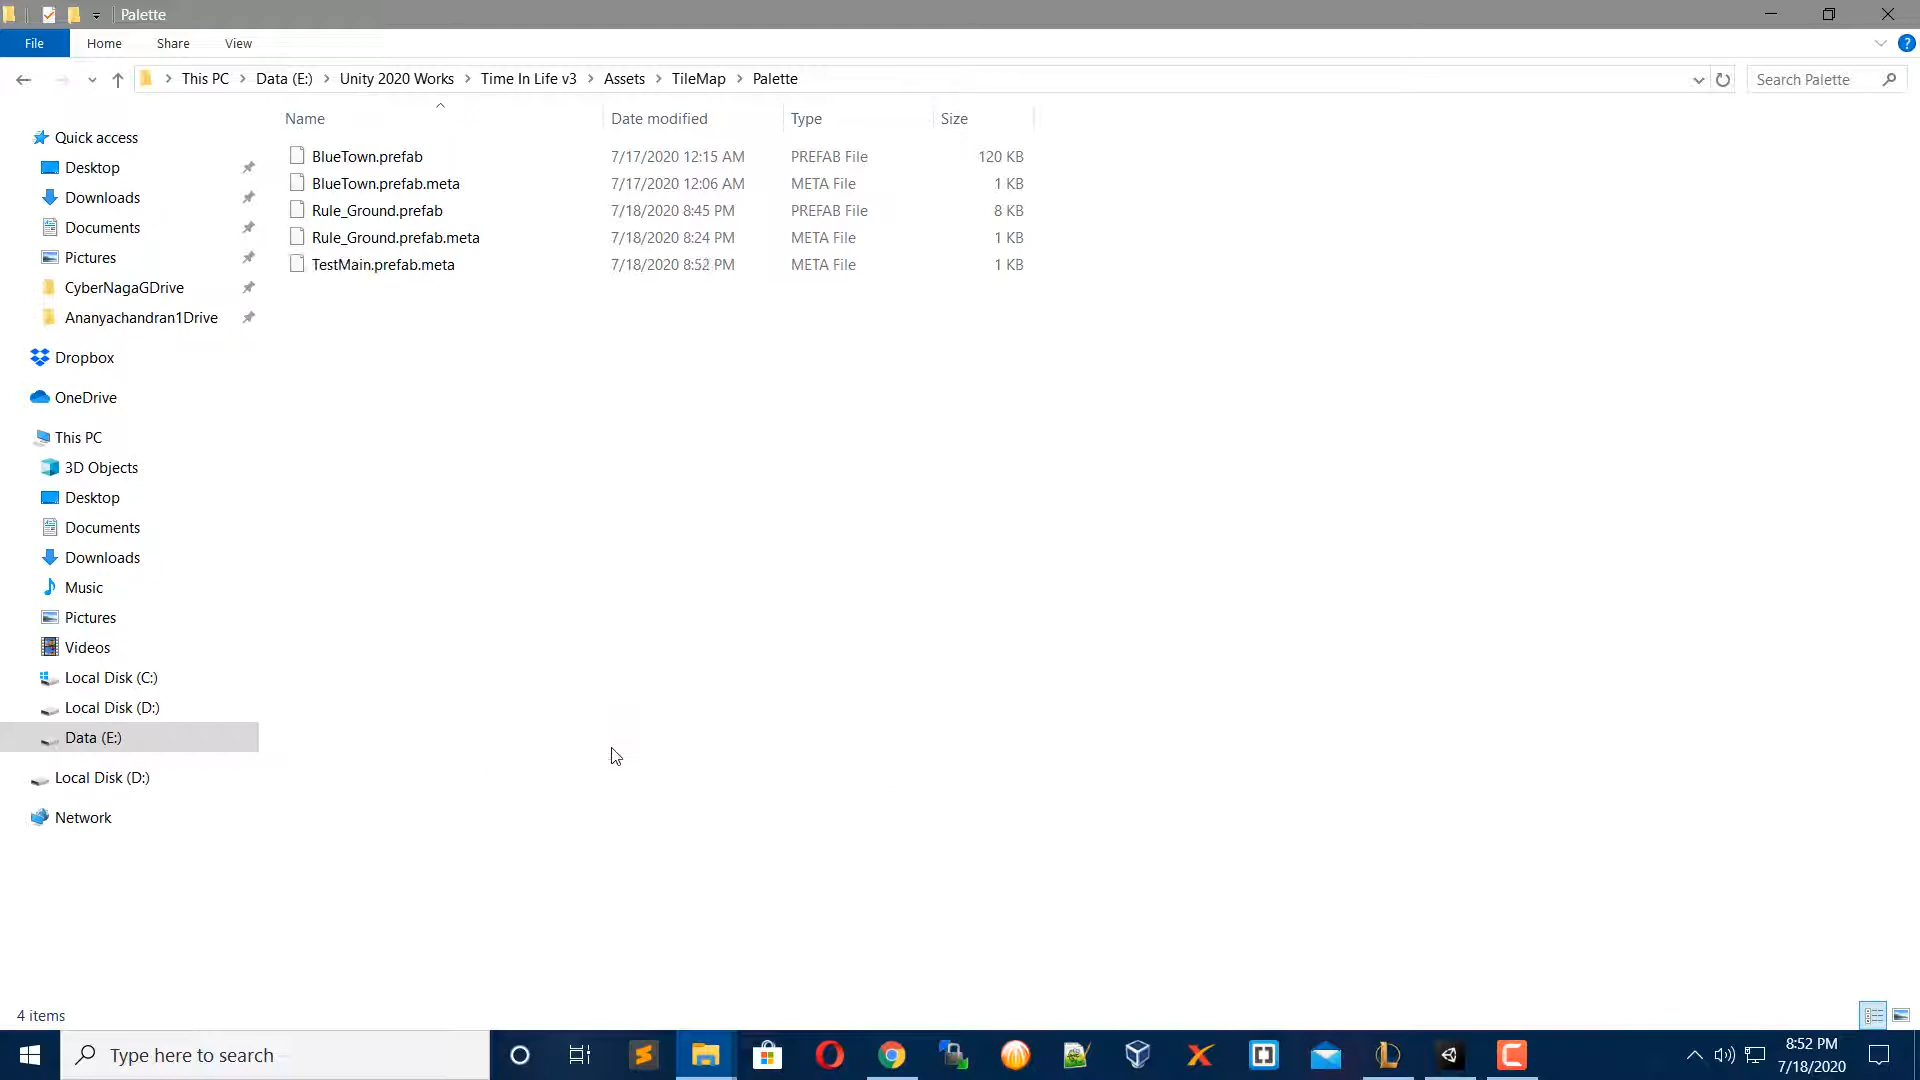 Palette
File Home Share View
This PC Data (E:) Unity 2020 Works Time In Life v3 Assets TileMap Palette Search Palette
Name Date modified Type Size
BlueTown.prefab 7/17/2020 12:15 AM PREFAB File 120 KB
BlueTown.prefab.meta 7/17/2020 12:06 AM META File 1 KB
Rule_Ground.prefab 7/18/2020 8:45 PM PREFAB File 8 KB
Rule_Ground.prefab.meta 7/18/2020 8:24 PM META File 1 KB
TestMain.prefab.meta 7/18/2020 8:52 PM META File 1 KB
Quick access
Desktop
Downloads
Documents
Pictures
CyberNagaGDrive
Ananyachandran1Drive
Dropbox
OneDrive
This PC
3D Objects
Desktop
Documents
Downloads
Music
Pictures
Videos
Local Disk (C:)
Local Disk (D:)
Data (E:)
Local Disk (D:)
Network
4 items
Type here to search
8:52 PM
7/18/2020